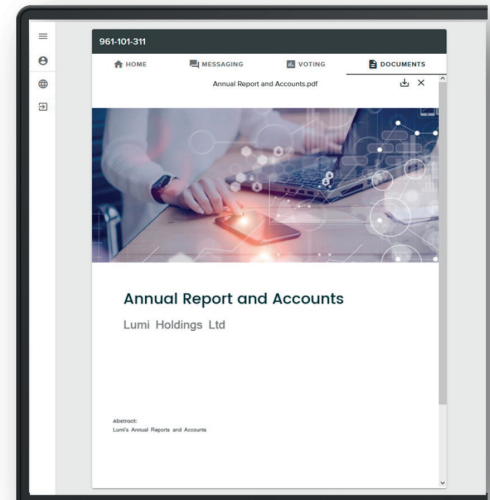 961-101-311
HOME MESSAGING VOTING DOCUMENTS
Annual Report and Accounts.pdf
Annual Report and Accounts
Lumi Holdings Ltd
Abstract:
Lumi's Annual Reports and Accounts